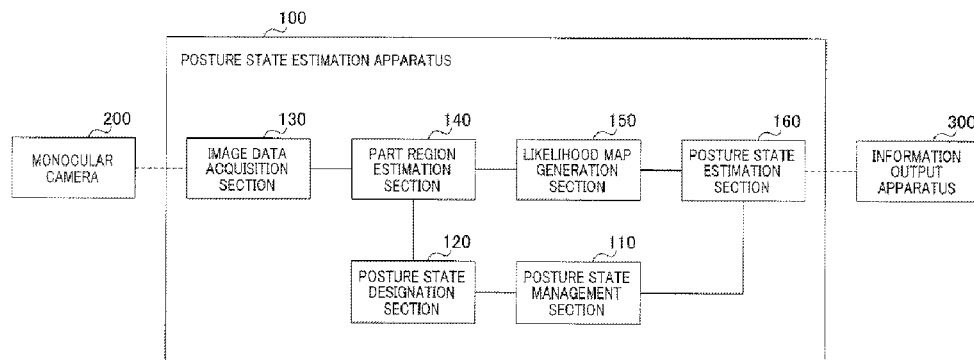 100
POSTURE STATE ESTIMATION APPARATUS
200
MONOCULAR
CAMERA
130
IMAGE DATA
ACQUISITION
SECTION
140
PART REGION
ESTIMATION
SECTION
150
LIKELIHOOD MAP
GENERATION
SECTION
160
POSTURE STATE
ESTIMATION
SECTION
300
INFORMATION
OUTPUT
APPARATUS
120
POSTURE STATE
DESIGNATION
SECTION
110
POSTURE STATE
MANAGEMENT
SECTION